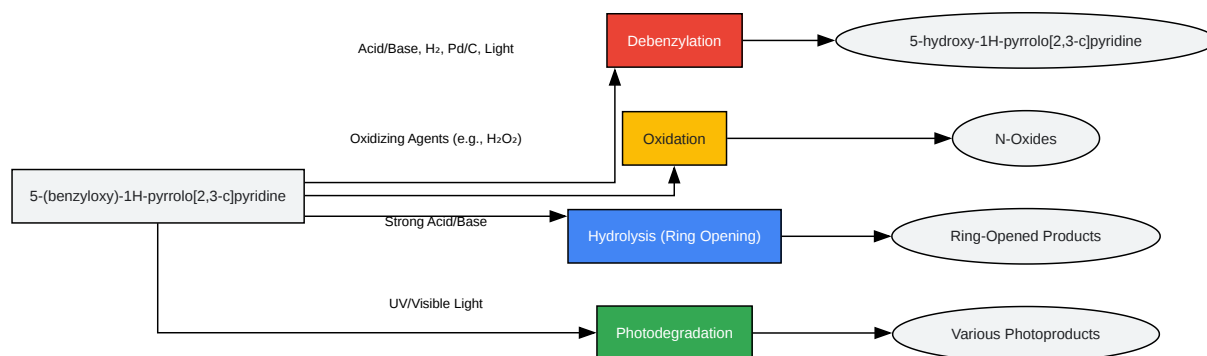 Acid/Base, H₂, Pd/C, Light
Debenzylation
5-hydroxy-1H-pyrrolo[2,3-c]pyridine
Oxidizing Agents (e.g., H₂O₂)
Oxidation
N-Oxides
5-(benzyloxy)-1H-pyrrolo[2,3-c]pyridine
Strong Acid/Base
Hydrolysis (Ring Opening)
Ring-Opened Products
UV/Visible Light
Photodegradation
Various Photoproducts